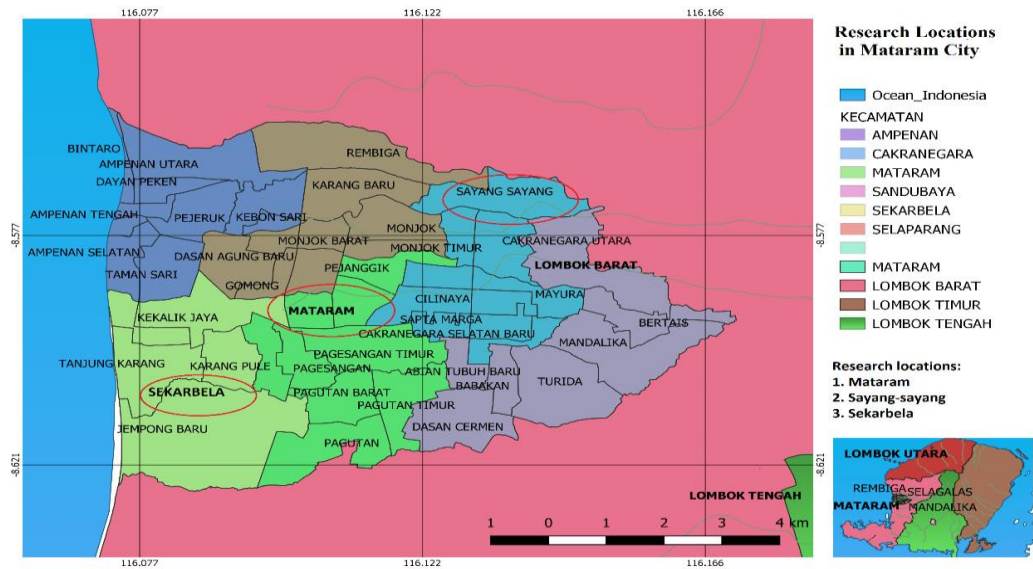 116.077
116.122
116.166
BINTARO
AMPENAN UTARA
REMBIGA
DAYAN PEKEN
KARANG BARU
SAYANG SAYANG
AMPENAN TENGAH
PEJERUK
KEBON SARI
MONJOK
-8.577
-8.577
MONJOK BARAT
MONJOK TIMUR
CAKRANEGARA UTARA
AMPENAN SELATAN
DASAN AGUNG BARU
PEJANGGIK
LOMBOK BARAT
TAMAN SARI
GOMONG
CILINAYA
MAYURA
KEKALIK JAYA
MATARAM
SAPTA MARGA
BERTAIS
CAKRANEGARA SELATAN BARU
MANDALIKA
TANJUNG KARANG
KARANG PULE
PAGESANGAN TIMUR
PAGESANGAN
ABIAN TUBUH BARU
SEKARBELA
PAGUTAN BARAT
BABAKAN
TURIDA
PAGUTAN TIMUR
JEMPONG BARU
DASAN CERMEN
PAGUTAN
-8.621
-8.621
LOMBOK TENGAH
1 0 1 2 3 4 km
116.077
116.122
116.166
Research Locations
in Mataram City
Ocean_Indonesia
KECAMATAN
AMPENAN
CAKRANEGARA
MATARAM
SANDUBAYA
SEKARBELA
SELAPARANG
MATARAM
LOMBOK BARAT
LOMBOK TIMUR
LOMBOK TENGAH
Research locations:
1. Mataram
2. Sayang-sayang
3. Sekarbela
LOMBOK UTARA
REMBIGA
SELAGALAS
MATARAM
MANDALIKA